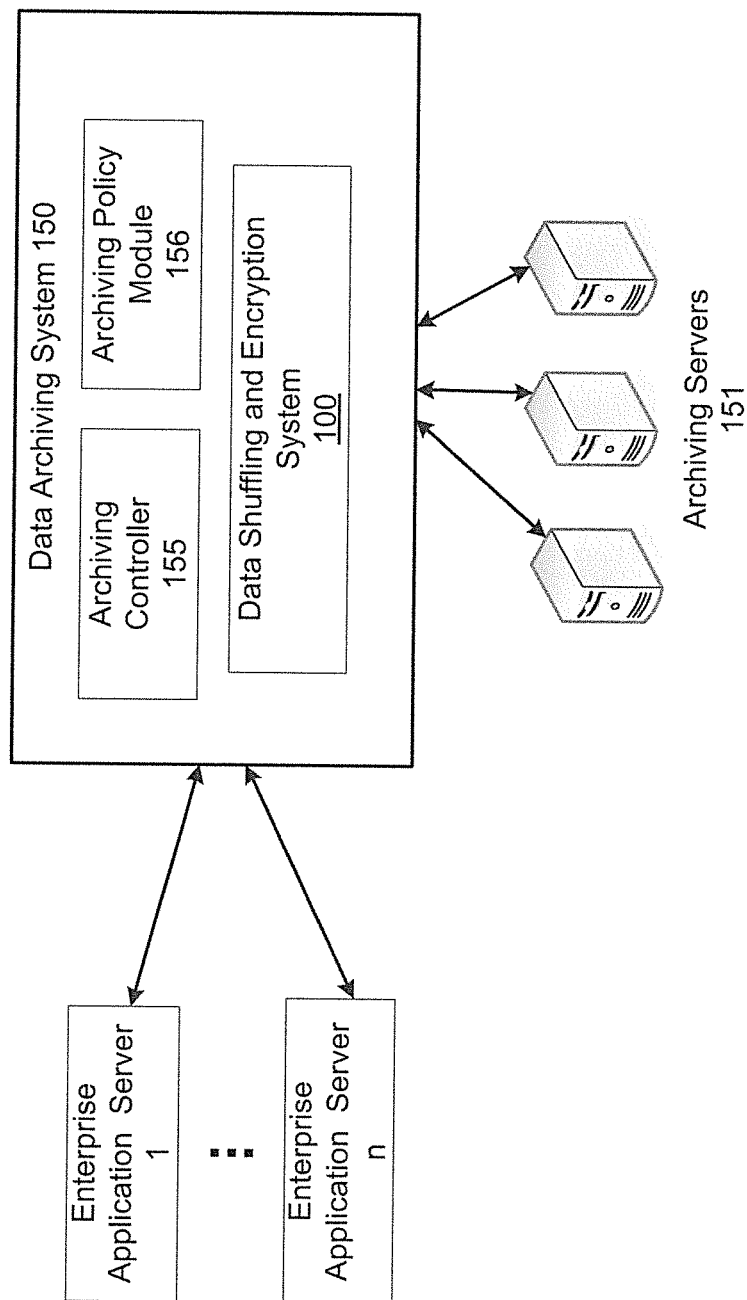 Data Archiving System 150
Archiving
Controller
155
Archiving Policy
Module
156
Data Shuffling and Encryption
System
100
Enterprise
Application Server
1
Enterprise
Application Server
n
Archiving Servers
151